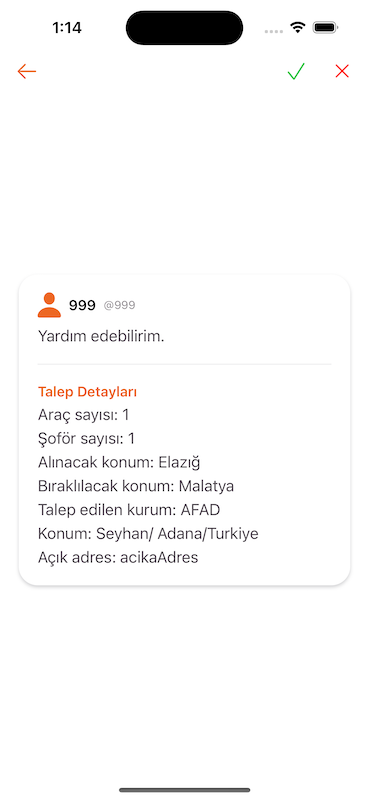 1:14
999 @999
Yardım edebilirim.
Talep Detayları
Araç sayısı: 1
Şoför sayısı: 1
Alınacak konum: Elazığ
Bıraklılacak konum: Malatya
Talep edilen kurum: AFAD
Konum: Seyhan/ Adana/Turkiye
Açık adres: acikaAdres